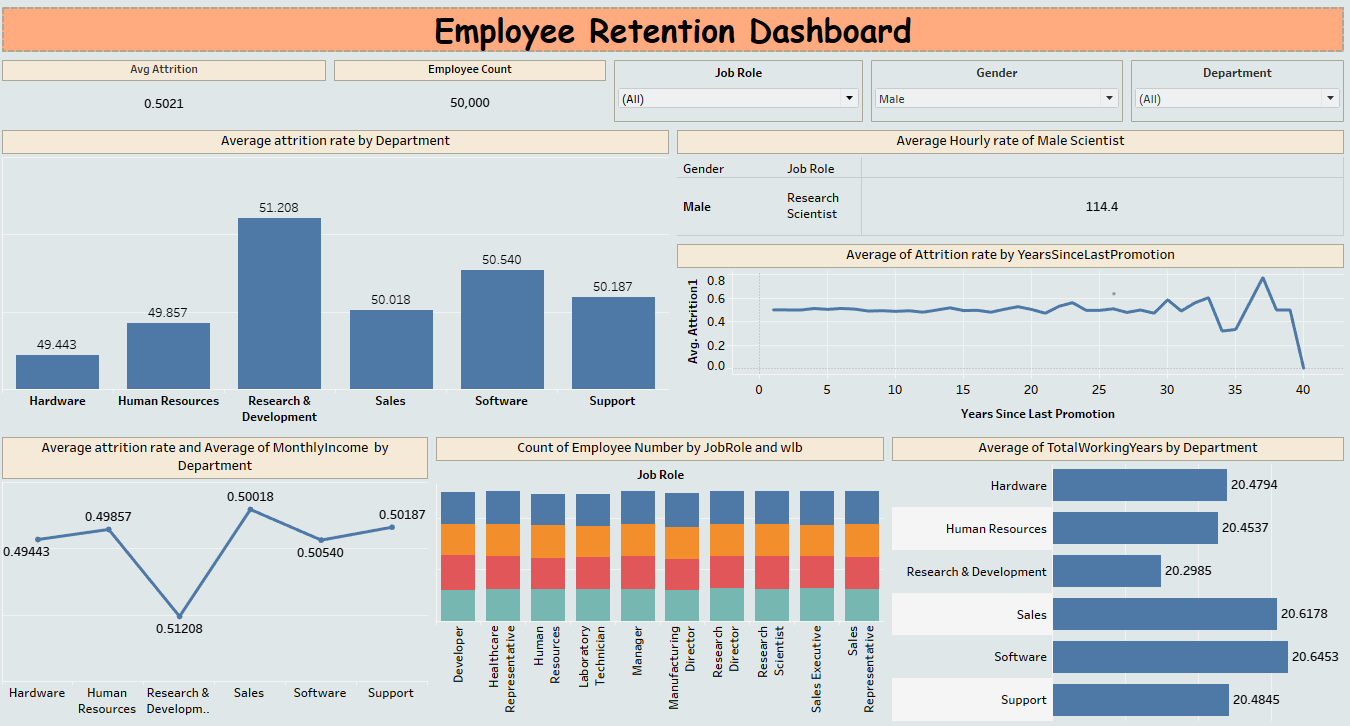 Employee Retention Dashboard
Avg Attrition
0.5021
Employee Count
50,000
Job Role
(All)
Gender
Male
Department
(All)
Average attrition rate by Department
49.443
49.857
51.208
50.018
50.540
50.187
Hardware
Human Resources
Research &
Development
Sales
Software
Support
Average Hourly rate of Male Scientist
Gender
Job Role
Male
Research
Scientist
114.4
Average of Attrition rate by YearsSinceLastPromotion
Avg. Attrition1
0.8
0.6
0.4
0.2
0.0
0
5
10
15
20
25
30
35
40
Years Since Last Promotion
Average attrition rate and Average of MonthlyIncome by
Department
0.49443
0.49857
0.51208
0.50018
0.50540
0.50187
Hardware
Human
Resources
Research &
Developm..
Sales
Software
Support
Count of Employee Number by JobRole and wlb
Job Role
Developer
Healthcare
Representative
Human
Resources
Laboratory
Technician
Manager
Manufacturing
Director
Research
Director
Research
Scientist
Sales Executive
Sales
Representative
Average of TotalWorkingYears by Department
Hardware
20.4794
Human Resources
20.4537
Research & Development
20.2985
Sales
20.6178
Software
20.6453
Support
20.4845